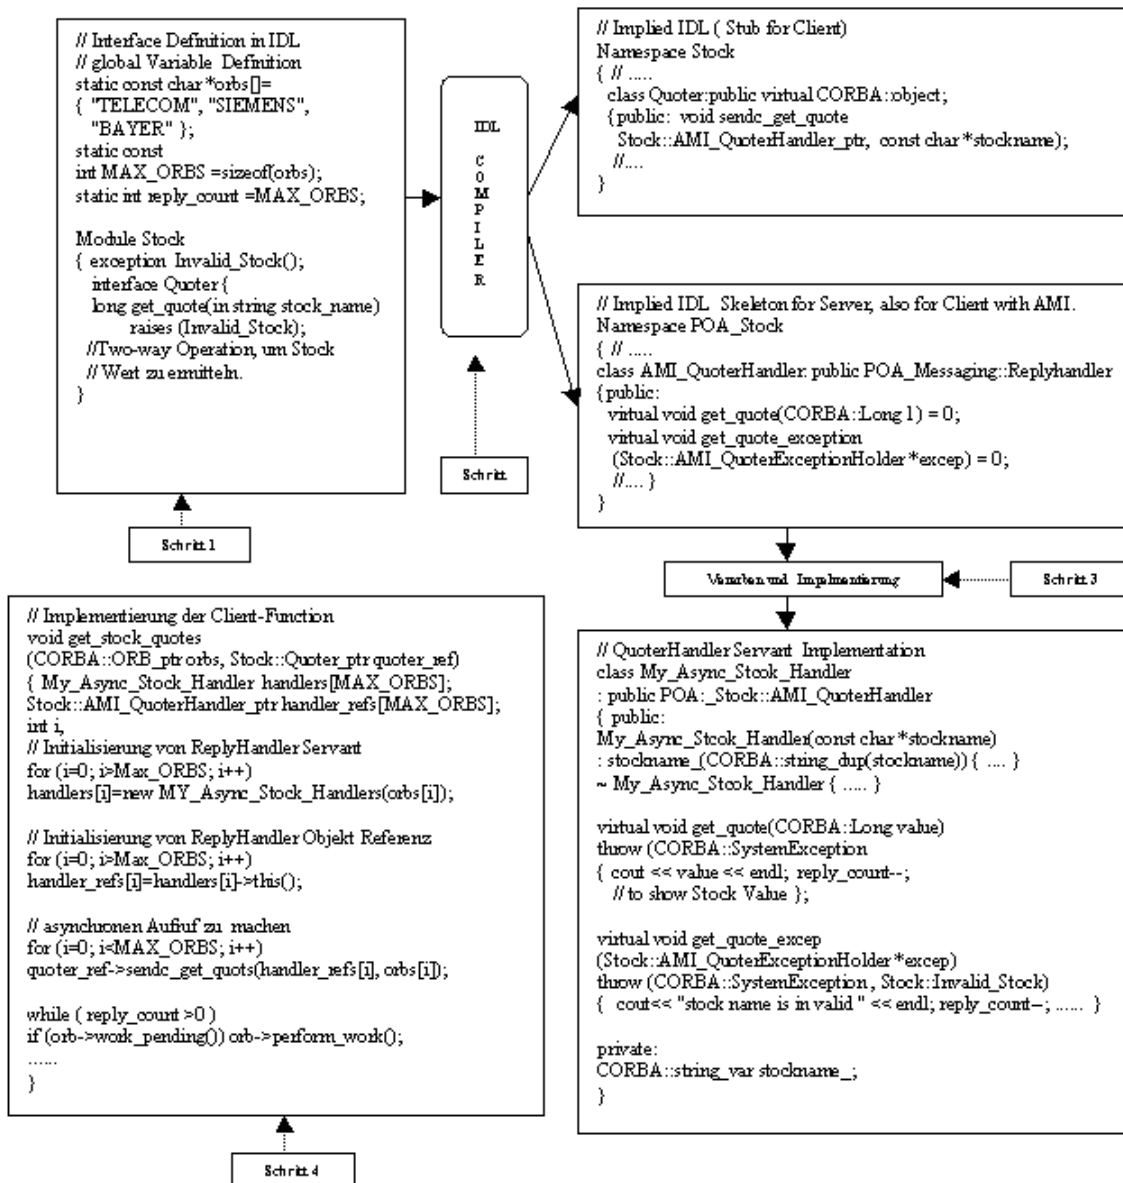 // Interface Definition in IDL
// global Variable Definition
static const char *orbs[]=
{ "TELECOM", "SIEMENS",
"BAYER" };
static const
int MAX_ORBS =sizeof(orbs);
static int reply_count =MAX_ORBS;
Module Stock
{ exception Invalid_Stock();
interface Quoter {
long get_quote(in string stock_name)
raises (Invalid_Stock);
//Two-way Operation, um Stock
// Wert zu ermitteln.
}
Schritt 1
IDL
C
O
M
P
I
L
E
R
Schritt
// Implied IDL ( Stub for Client)
Namespace Stock
{ // .....
class Quoter:public virtual CORBA::object;
{public: void sendc_get_quote
Stock::AMI_QuoterHandler_ptr, const char *stockname);
//....
}
// Implied IDL Skeleton for Server, also for Client with AMI.
Namespace POA_Stock
{ // .....
class AMI_QuoterHandler: public POA_Messaging::Replyhandler
{public:
virtual void get_quote(CORBA::Long l) = 0;
virtual void get_quote_exception
(Stock::AMI_QuoterExceptionHolder *excep) = 0;
//.... }
}
und Implmentierung
Schritt 3
// QuoterHandler Servant Implementation
class My_Async_Stcok_Handler
: public POA:_Stock::AMI_QuoterHandler
{ public:
My_Async_Stcok_Handler(const char *stockname)
: stockname_(CORBA::string_dup(stockname)) { .... }
~ My_Async_Stcok_Handler { ..... }
virtual void get_quote(CORBA::Long value)
throw (CORBA::SystemException
{ cout << value << endl; reply_count--;
// to show Stock Value };
virtual void get_quote_excep
(Stock::AMI_QuoterExceptionHolder *excep)
throw (CORBA::SystemException , Stock::Invalid_Stock)
{ cout<< "stock name is in valid " << endl; reply_count--; ...... }
private:
CORBA::string_var stockname_;
}
// Implementierung der Client-Function
void get_stock_quotes
(CORBA::ORB_ptr orbs, Stock::Quoter_ptr quoter_ref)
{ My_Async_Stock_Handler handlers[MAX_ORBS];
Stock::AMI_QuoterHandler_ptr handler_refs[MAX_ORBS];
int i,
// Initialisierung von ReplyHandler Servant
for (i=0; i>Max_ORBS; i++)
handlers[i]=new MY_Async_Stock_Handlers(orbs[i]);
// Initialisierung von ReplyHandler Objekt Referenz
for (i=0; i>Max_ORBS; i++)
handler_refs[i]=handlers[i]->this();
// asynchronen Aufruf zu machen
for (i=0; i<MAX_ORBS; i++)
quoter_ref->sendc_get_quots(handler_refs[i], orbs[i]);
while ( reply_count >0 )
if (orb->work_pending()) orb->perform_work();
......
}
Schritt 4